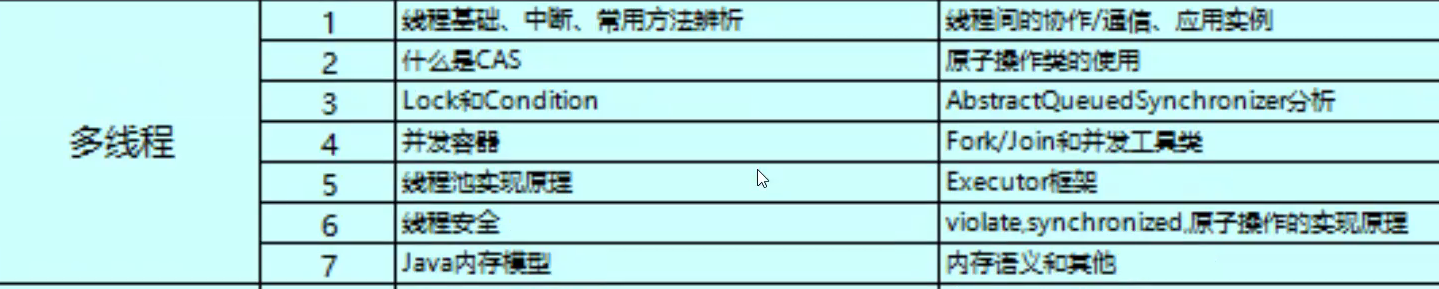 多线程
1 线程基础、中断、常用方法辨析 线程间的协作/通信、应用实例
2 什么是CAS 原子操作类的使用
3 Lock和Condition AbstractQueuedSynchronizer分析
4 并发容器 Fork/Join和并发工具类
5 线程池实现原理 Executor框架
6 线程安全 violate,synchronized,原子操作的实现原理
7 Java内存模型 内存语义和其他